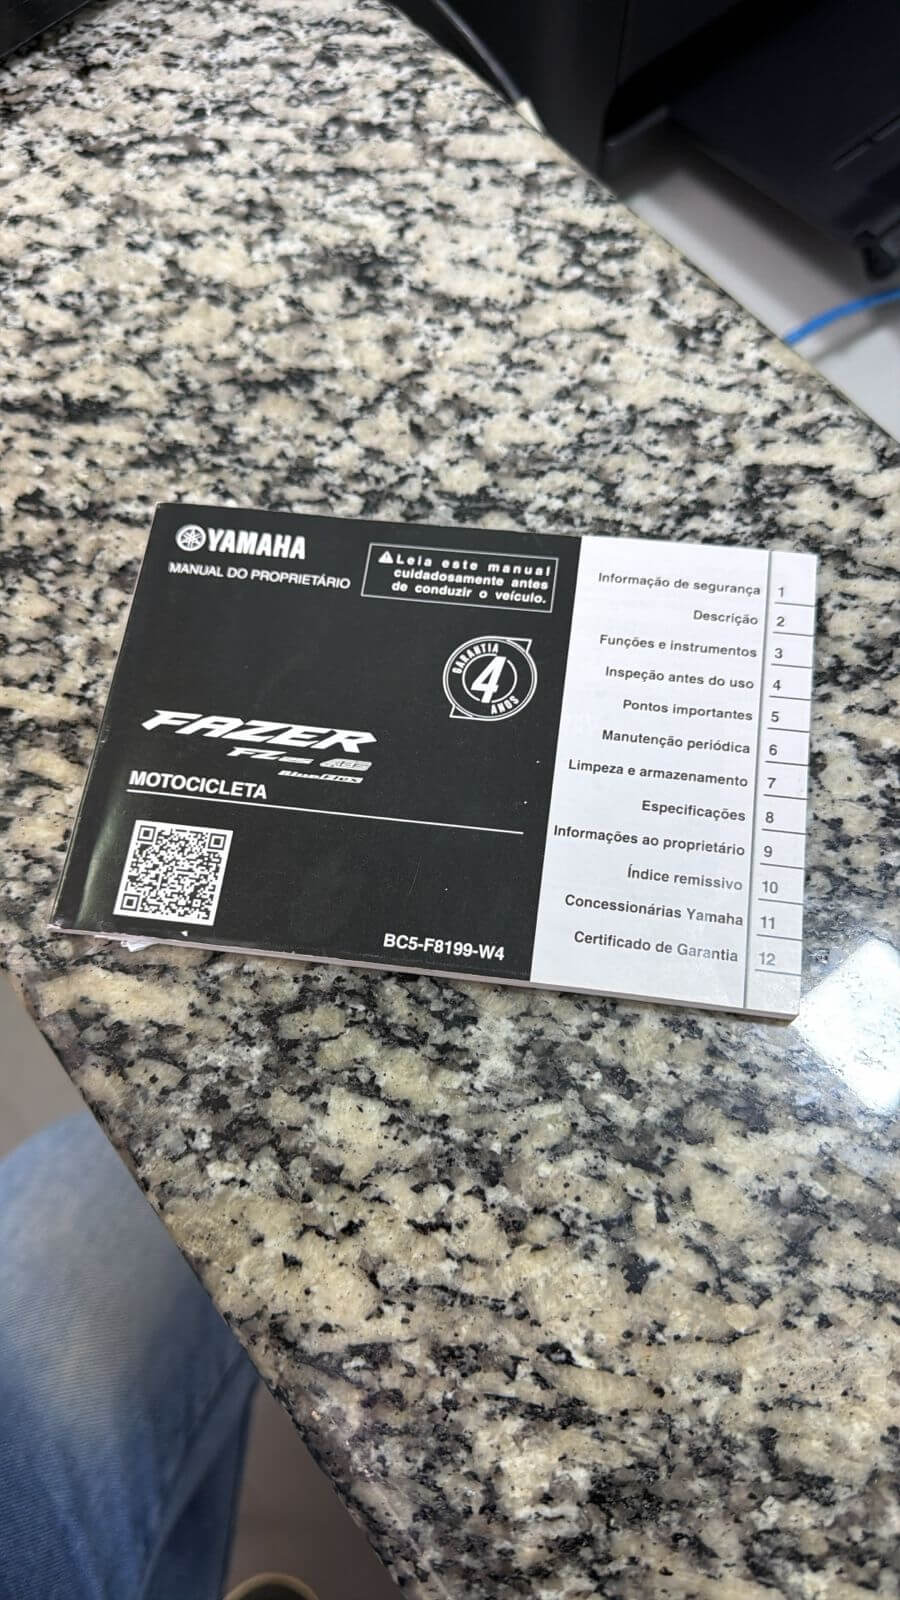 YAMAHA
MANUAL DO PROPRIETÁRIO
Leia este manual
cuidadosamente antes
de conduzir o veículo.
GARANTIA
4
ANOS
FAZER
FZ25 ABS
BlueFlex
MOTOCICLETA
BC5-F8199-W4
Informação de segurança 1
Descrição 2
Funções e instrumentos 3
Inspeção antes do uso 4
Pontos importantes 5
Manutenção periódica 6
Limpeza e armazenamento 7
Especificações 8
Informações ao proprietário 9
Índice remissivo 10
Concessionárias Yamaha 11
Certificado de Garantia 12